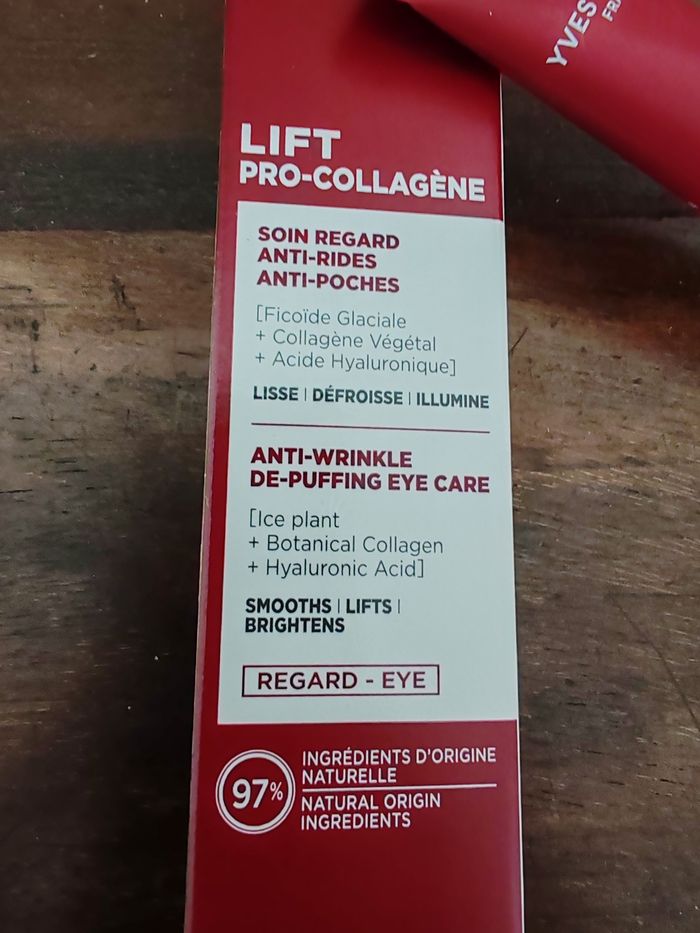 YVES
LIFT
PRO-COLLAGÈNE
SOIN REGARD
ANTI-RIDES
ANTI-POCHES
[Ficoïde Glaciale
+ Collagène Végétal
+ Acide Hyaluronique]
LISSE | DÉFROISSE | ILLUMINE
ANTI-WRINKLE
DE-PUFFING EYE CARE
[Ice plant
+ Botanical Collagen
+ Hyaluronic Acid]
SMOOTHS | LIFTS |
BRIGHTENS
REGARD - EYE
97%
INGRÉDIENTS D'ORIGINE
NATURELLE
NATURAL ORIGIN
INGREDIENTS